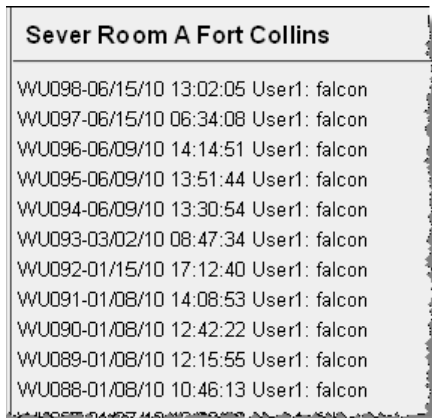 Sever Room A Fort Collins
WU098-06/15/10 13:02:05 User1: falcon
WU097-06/15/10 06:34:08 User1: falcon
WU096-06/09/10 14:14:51 User1: falcon
WU095-06/09/10 13:51:44 User1: falcon
WU094-06/09/10 13:30:54 User1: falcon
WU093-03/02/10 08:47:34 User1: falcon
WU092-01/15/10 17:12:40 User1: falcon
WU091-01/08/10 14:08:53 User1: falcon
WU090-01/08/10 12:42:22 User1: falcon
WU089-01/08/10 12:15:55 User1: falcon
WU088-01/08/10 10:46:13 User1: falcon